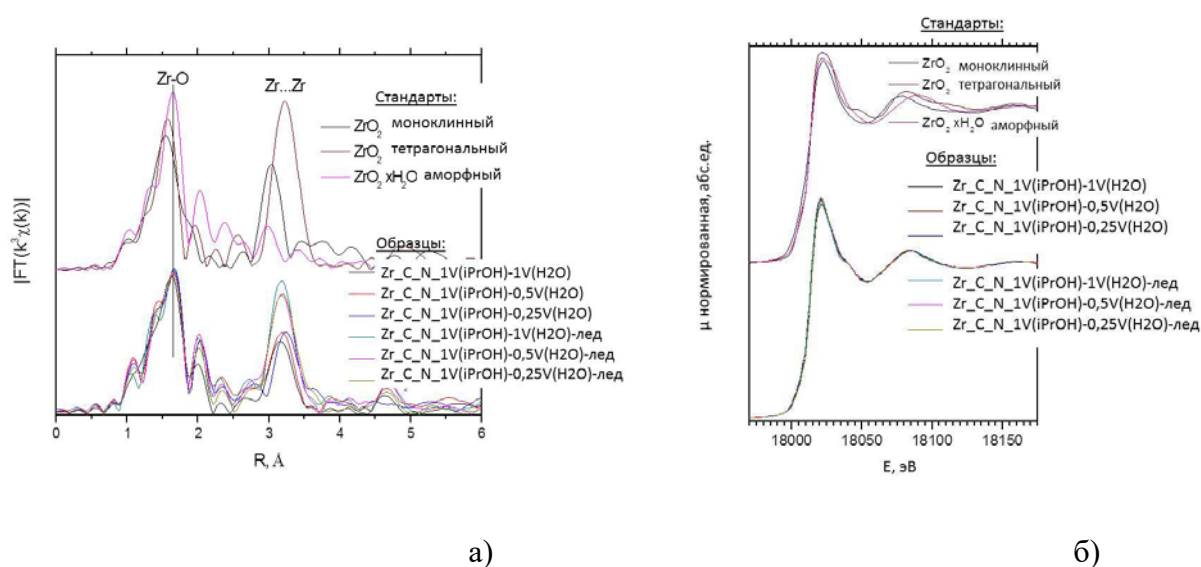 Zr-O
Zr...Zr
Стандарты:
ZrO2 моноклинный
ZrO2 тетрагональный
ZrO2 xH2O аморфный
Образцы:
Zr_C_N_1V(iPrOH)-1V(H2O)
Zr_C_N_1V(iPrOH)-0,5V(H2O)
Zr_C_N_1V(iPrOH)-0,25V(H2O)
Zr_C_N_1V(iPrOH)-1V(H2O)-лед
Zr_C_N_1V(iPrOH)-0,5V(H2O)-лед
Zr_C_N_1V(iPrOH)-0,25V(H2O)-лед
|FT(k³χ(k))|
0 1 2 3 4 5 6
R, Å
а)
Стандарты:
ZrO2 моноклинный
ZrO2 тетрагональный
ZrO2 xH2O аморфный
Образцы:
Zr_C_N_1V(iPrOH)-1V(H2O)
Zr_C_N_1V(iPrOH)-0,5V(H2O)
Zr_C_N_1V(iPrOH)-0,25V(H2O)
Zr_C_N_1V(iPrOH)-1V(H2O)-лед
Zr_C_N_1V(iPrOH)-0,5V(H2O)-лед
Zr_C_N_1V(iPrOH)-0,25V(H2O)-лед
μ нормированная, абс.ед.
18000 18050 18100 18150
E, эВ
б)